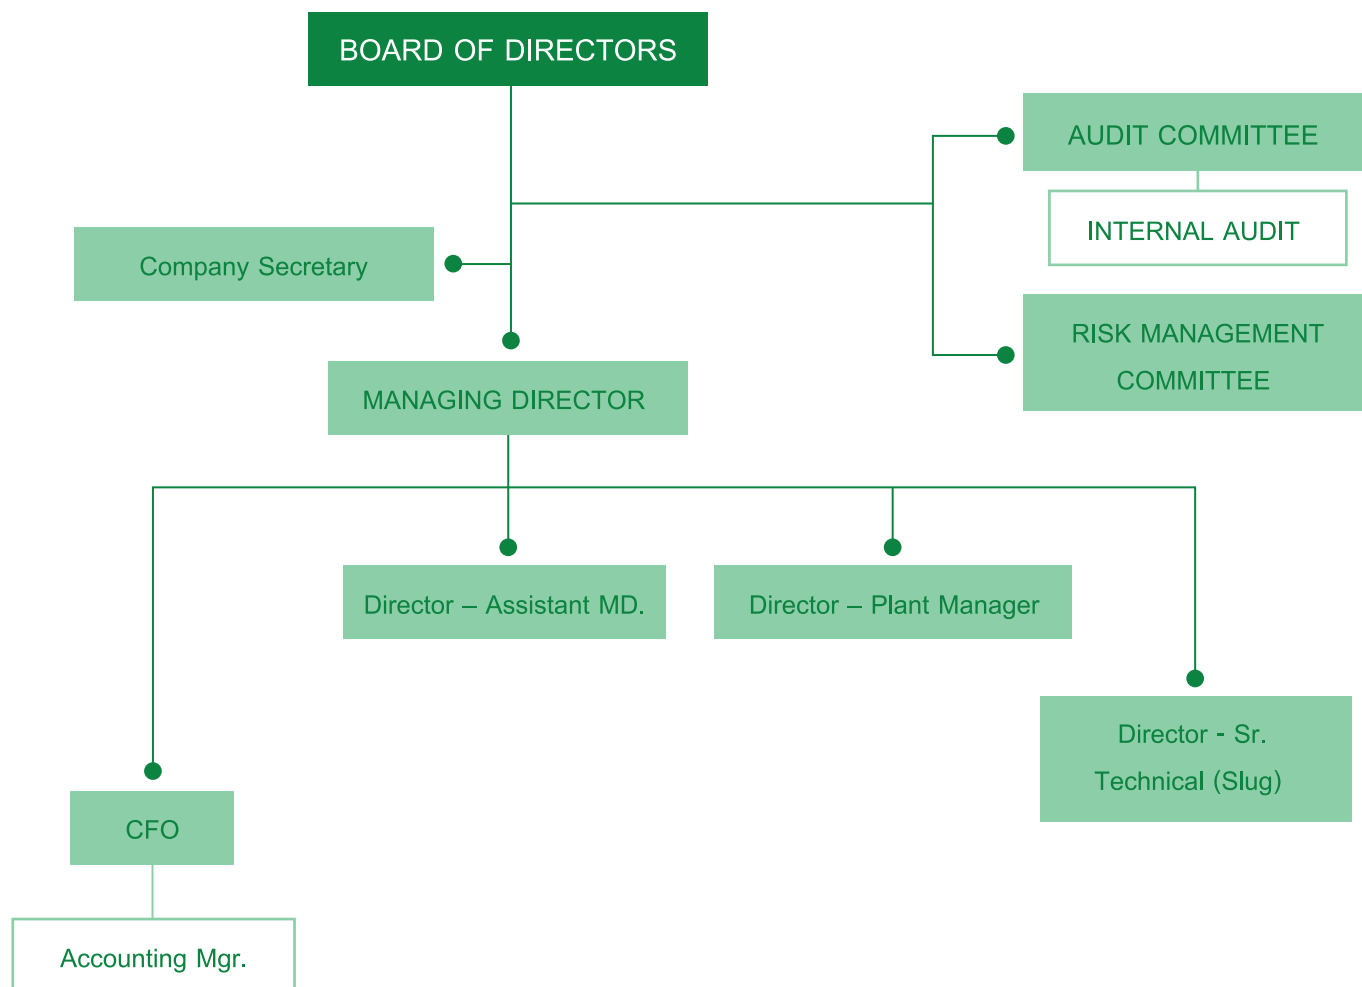 BOARD OF DIRECTORS
AUDIT COMMITTEE
INTERNAL AUDIT
Company Secretary
RISK MANAGEMENT
COMMITTEE
MANAGING DIRECTOR
Director – Assistant MD.
Director – Plant Manager
Director - Sr.
Technical (Slug)
CFO
Accounting Mgr.